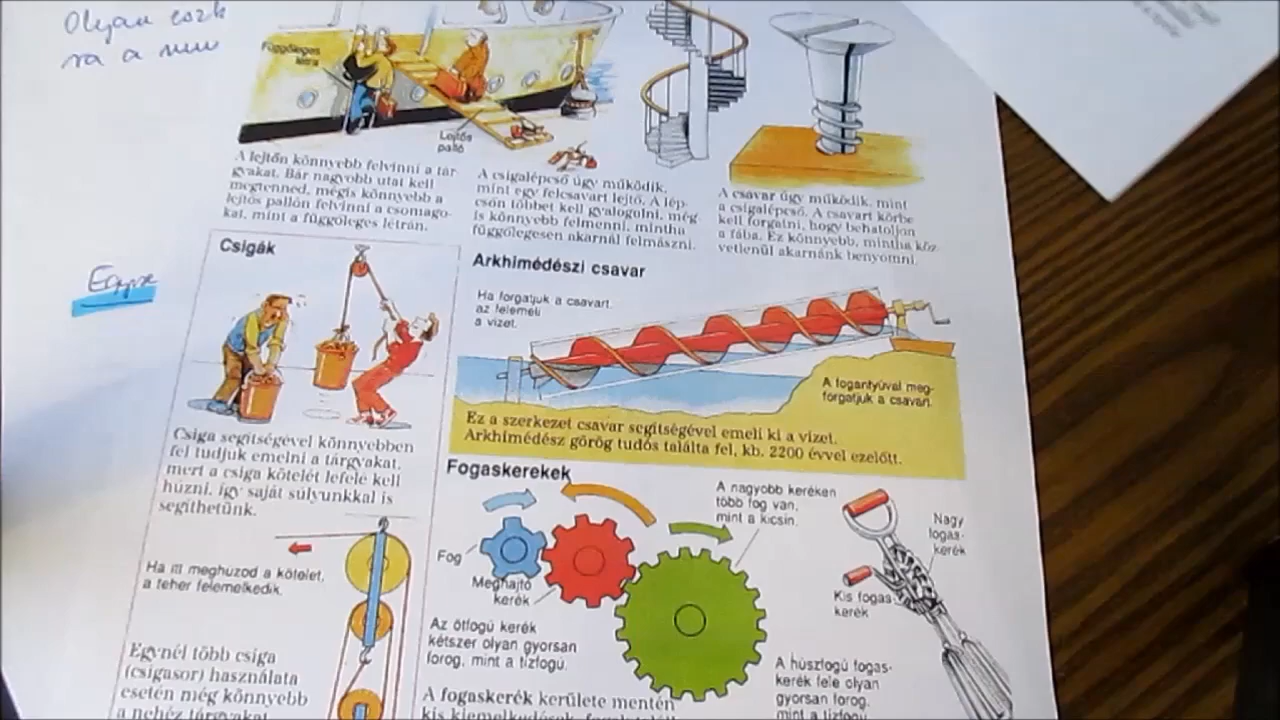 Olyan eszk
ra a
Függőleges
létra
Lejtős
palló
A lejtőn könnyebb felvinni a tár-
gyakat. Bár nagyobb utat kell
megtenned, mégis könnyebb a
lejtős pallón felvinni a csomago-
kat, mint a függőleges létrán.
A csigalépcső úgy működik,
mint egy felcsavart lejtő. A lép-
csőn többet kell gyalogolni, még-
is könnyebb felmenni, mintha
függőlegesen akarnál felmászni.
A csavar úgy működik, mint
a csigalépcső. A csavart körbe
kell forgatni, hogy behatoljon
a fába. Ez könnyebb, mintha köz-
vetlenül akarnánk benyomni.
Csigák
Csiga segítségével könnyebben
fel tudjuk emelni a tárgyakat,
mert a csiga kötelét lefelé kell
húzni, így saját súlyunkkal is
segíthetünk.
Ha itt meghúzod a kötelet,
a teher felemelkedik.
Egynél több csiga
(csigasor) használata
esetén még könnyebb
a nehéz tárgyakat
Arkhimédészi csavar
Ha forgatjuk a csavart,
az felemeli
a vizet.
A fogantyúval meg-
forgatjuk a csavart.
Ez a szerkezet csavar segítségével emeli ki a vizet.
Arkhimédész görög tudós találta fel, kb. 2200 évvel ezelőtt.
Fogaskerekek
A nagyobb keréken
több fog van,
mint a kicsin.
Fog
Meghajtó
kerék
Az ötfogú kerék
kétszer olyan gyorsan
forog, mint a tízfogú.
Nagy
fogas-
kerék
Kis fogas-
kerék
A húszfogú fogas-
kerék fele olyan
gyorsan forog,
mint a tízfogú
A fogaskerék kerülete mentén
kis kiemelkedések, fogak